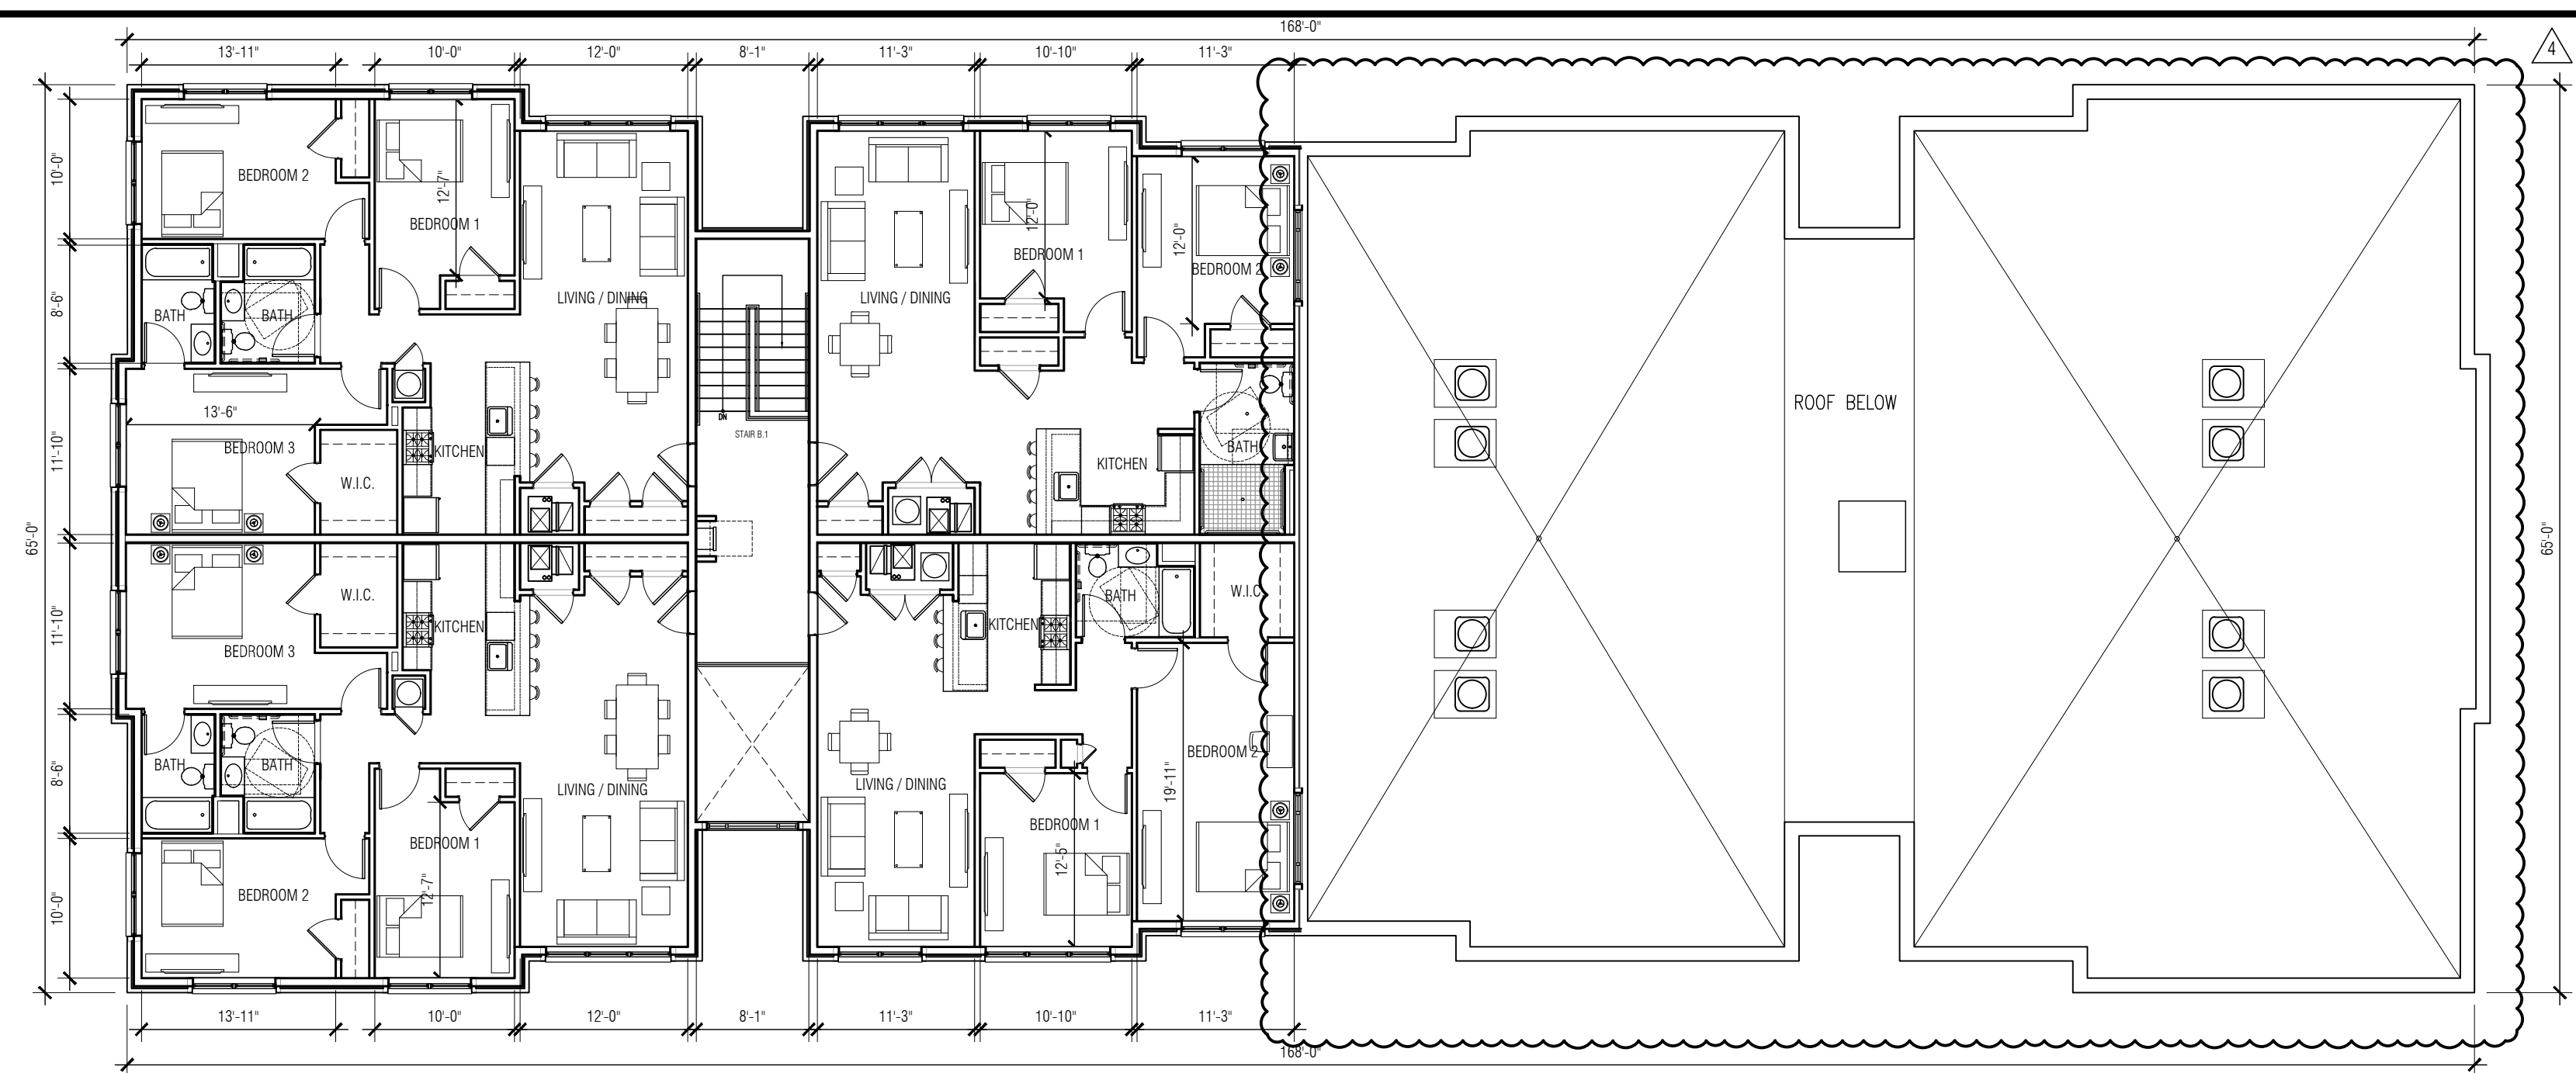 168'-0"
13'-11" 10'-0" 12'-0" 8'-1" 11'-3" 10'-10" 11'-3"
4
10'-0"
8'-6"
11'-10"
65'-0"
11'-10"
8'-6"
10'-0"
BEDROOM 2
12'-7"
BEDROOM 1
LIVING / DINING
BATH
BATH
13'-6"
BEDROOM 3
W.I.C.
KITCHEN
DN
STAIR B.1
12'-0"
BEDROOM 1
LIVING / DINING
12'-0"
BEDROOM 2
KITCHEN
BATH
ROOF BELOW
65'-0"
W.I.C.
KITCHEN
BEDROOM 3
BATH
BATH
LIVING / DINING
BEDROOM 1
12'-7"
BEDROOM 2
KITCHEN
BATH
W.I.C.
BEDROOM 2
19'-11"
LIVING / DINING
BEDROOM 1
12'-5"
13'-11" 10'-0" 12'-0" 8'-1" 11'-3" 10'-10" 11'-3"
168'-0"